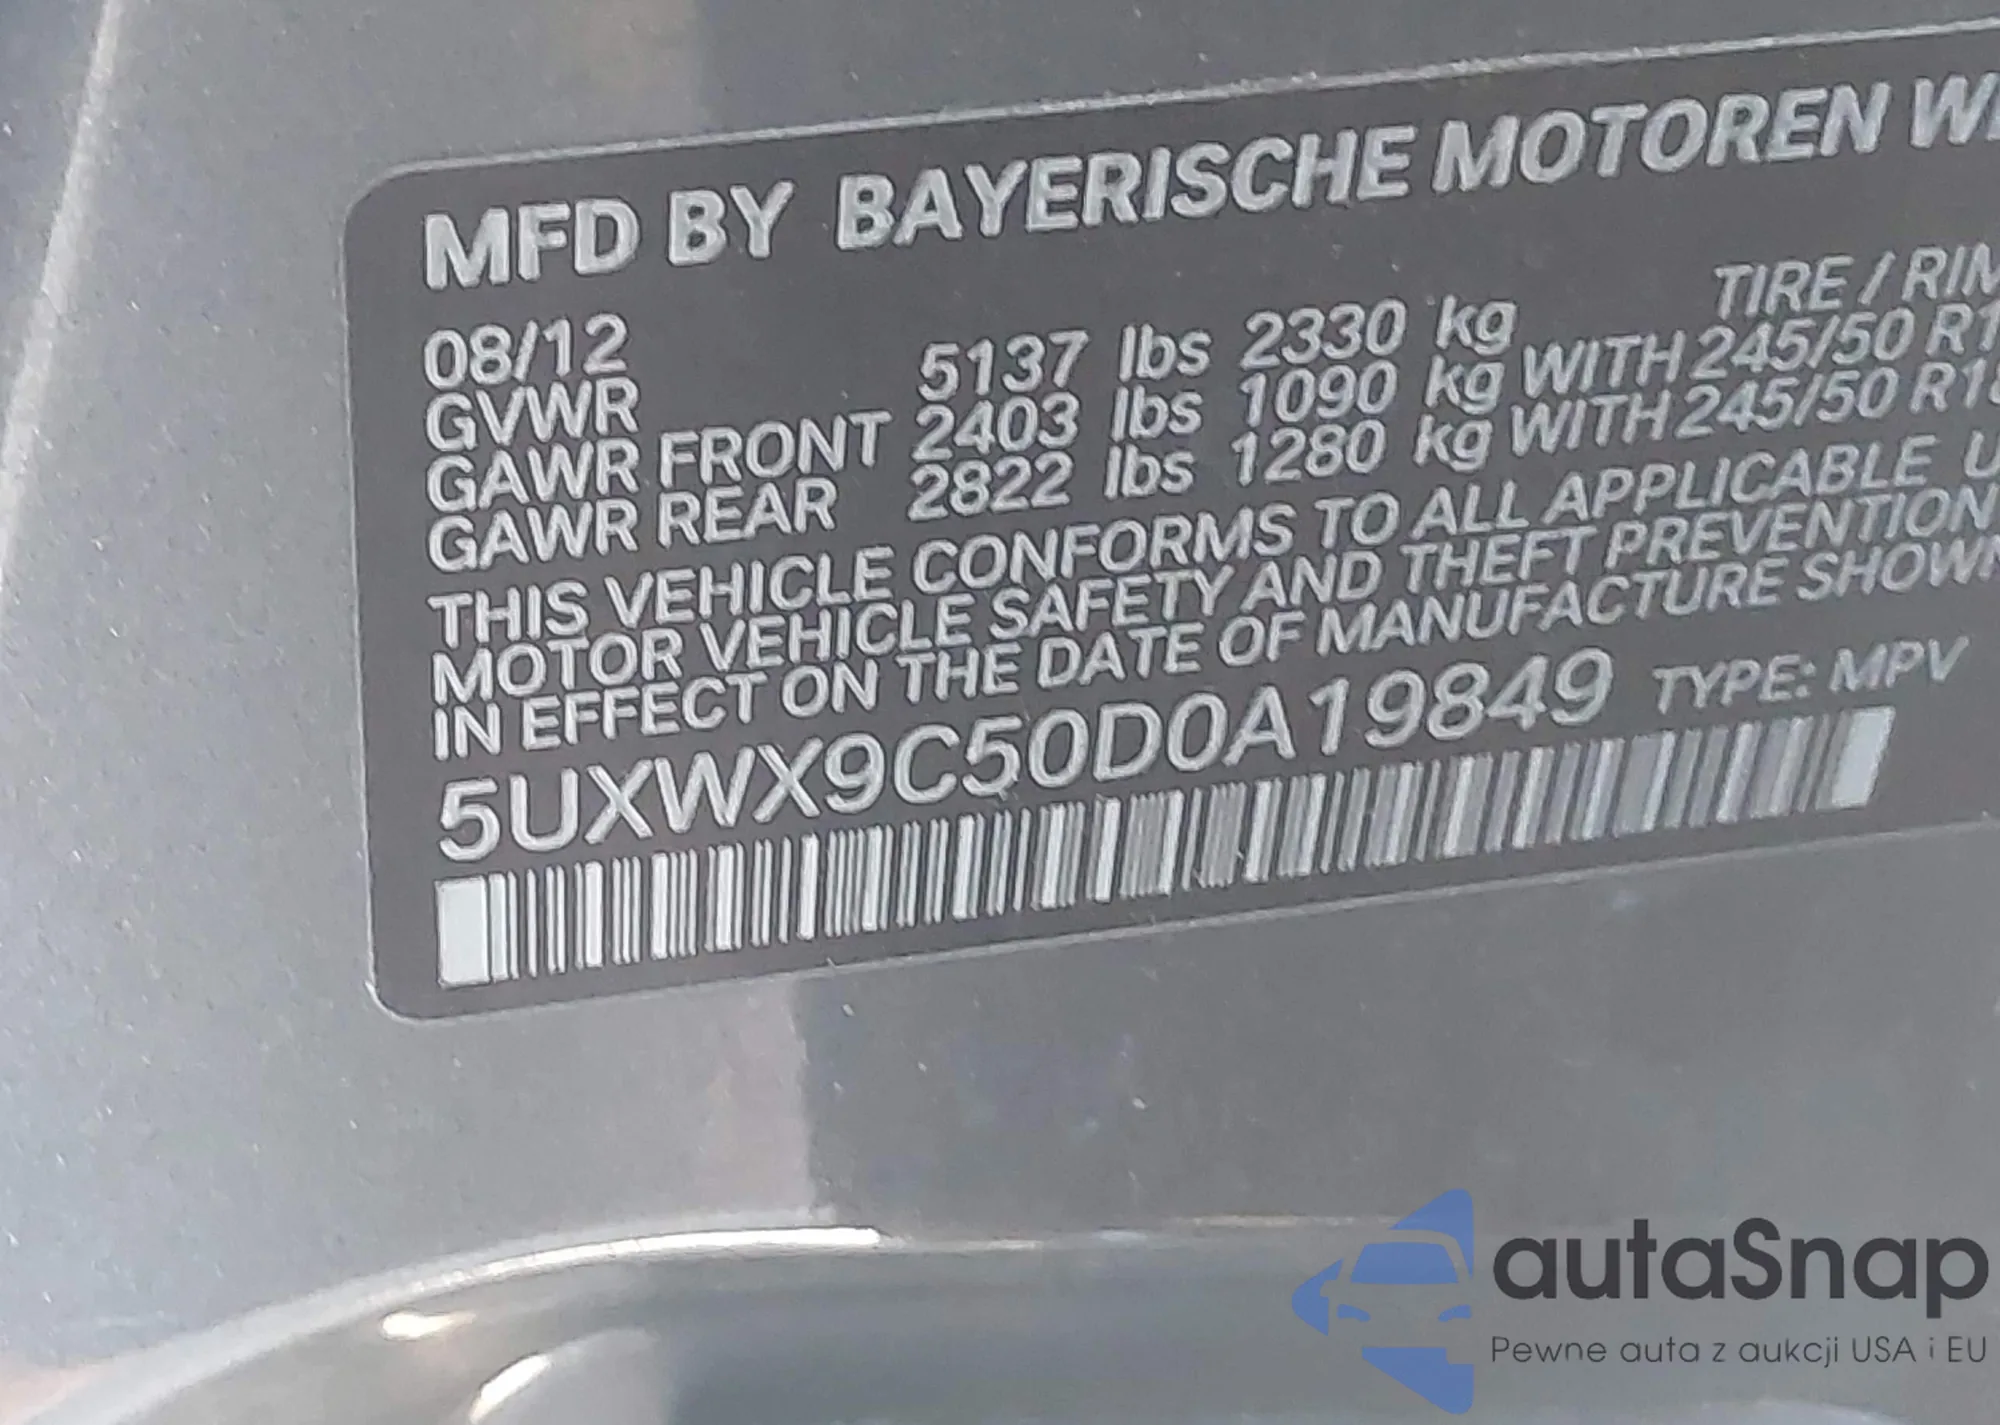 MFD BY BAYERISCHE MOTOREN
08/12 TIRE / RIM
GVWR 5137 lbs 2330 kg
GAWR FRONT 2403 lbs 1090 kg WITH 245/50
GAWR REAR 2822 lbs 1280 kg WITH 245/50
THIS VEHICLE CONFORMS TO ALL APPLICABLE
MOTOR VEHICLE SAFETY AND THEFT PREVENTION
IN EFFECT ON THE DATE OF MANUFACTURE SHOWN
5UXWX9C50D0A19849 TYPE: MPV
autaSnap
Pewne auta z aukcji USA i EU